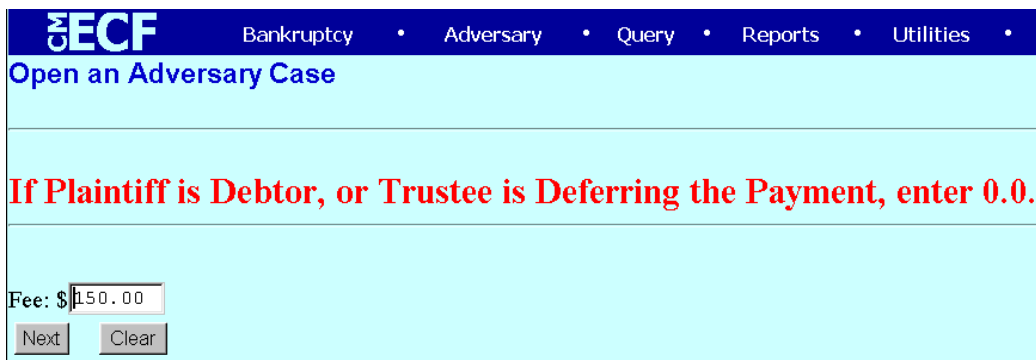 CM ECF Bankruptcy • Adversary • Query • Reports • Utilities •
Open an Adversary Case
If Plaintiff is Debtor, or Trustee is Deferring the Payment, enter 0.0.
Fee: $150.00
Next Clear